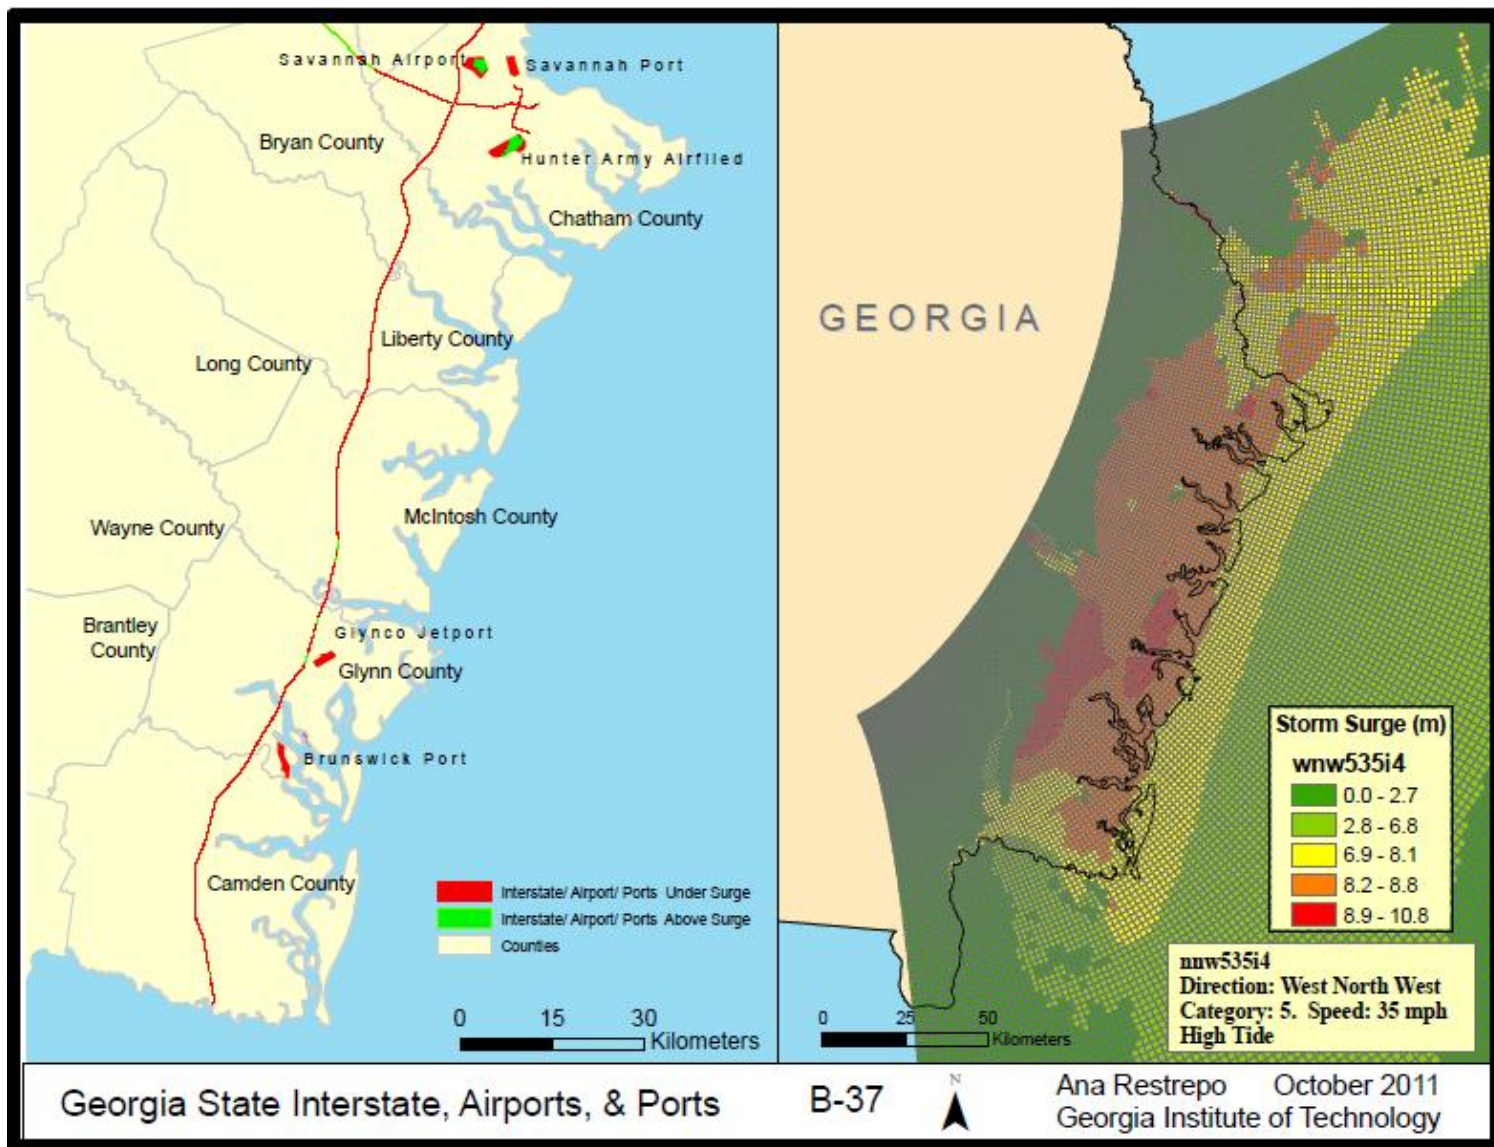 Savannah Airport
Savannah Port
Bryan County
Hunter Army Airfiled
Chatham County
Liberty County
Long County
McIntosh County
Wayne County
Brantley
County
Glynco Jetport
Glynn County
Brunswick Port
Camden County
Interstate/ Airport/ Ports Under Surge
Interstate/ Airport/ Ports Above Surge
Counties
0 15 30
Kilometers
GEORGIA
Storm Surge (m)
wnw535i4
0.0 - 2.7
2.8 - 6.8
6.9 - 8.1
8.2 - 8.8
8.9 - 10.8
nnw535i4
Direction: West North West
Category: 5. Speed: 35 mph
High Tide
0 25 50
Kilometers
Georgia State Interstate, Airports, & Ports
B-37
N
Ana Restrepo October 2011
Georgia Institute of Technology